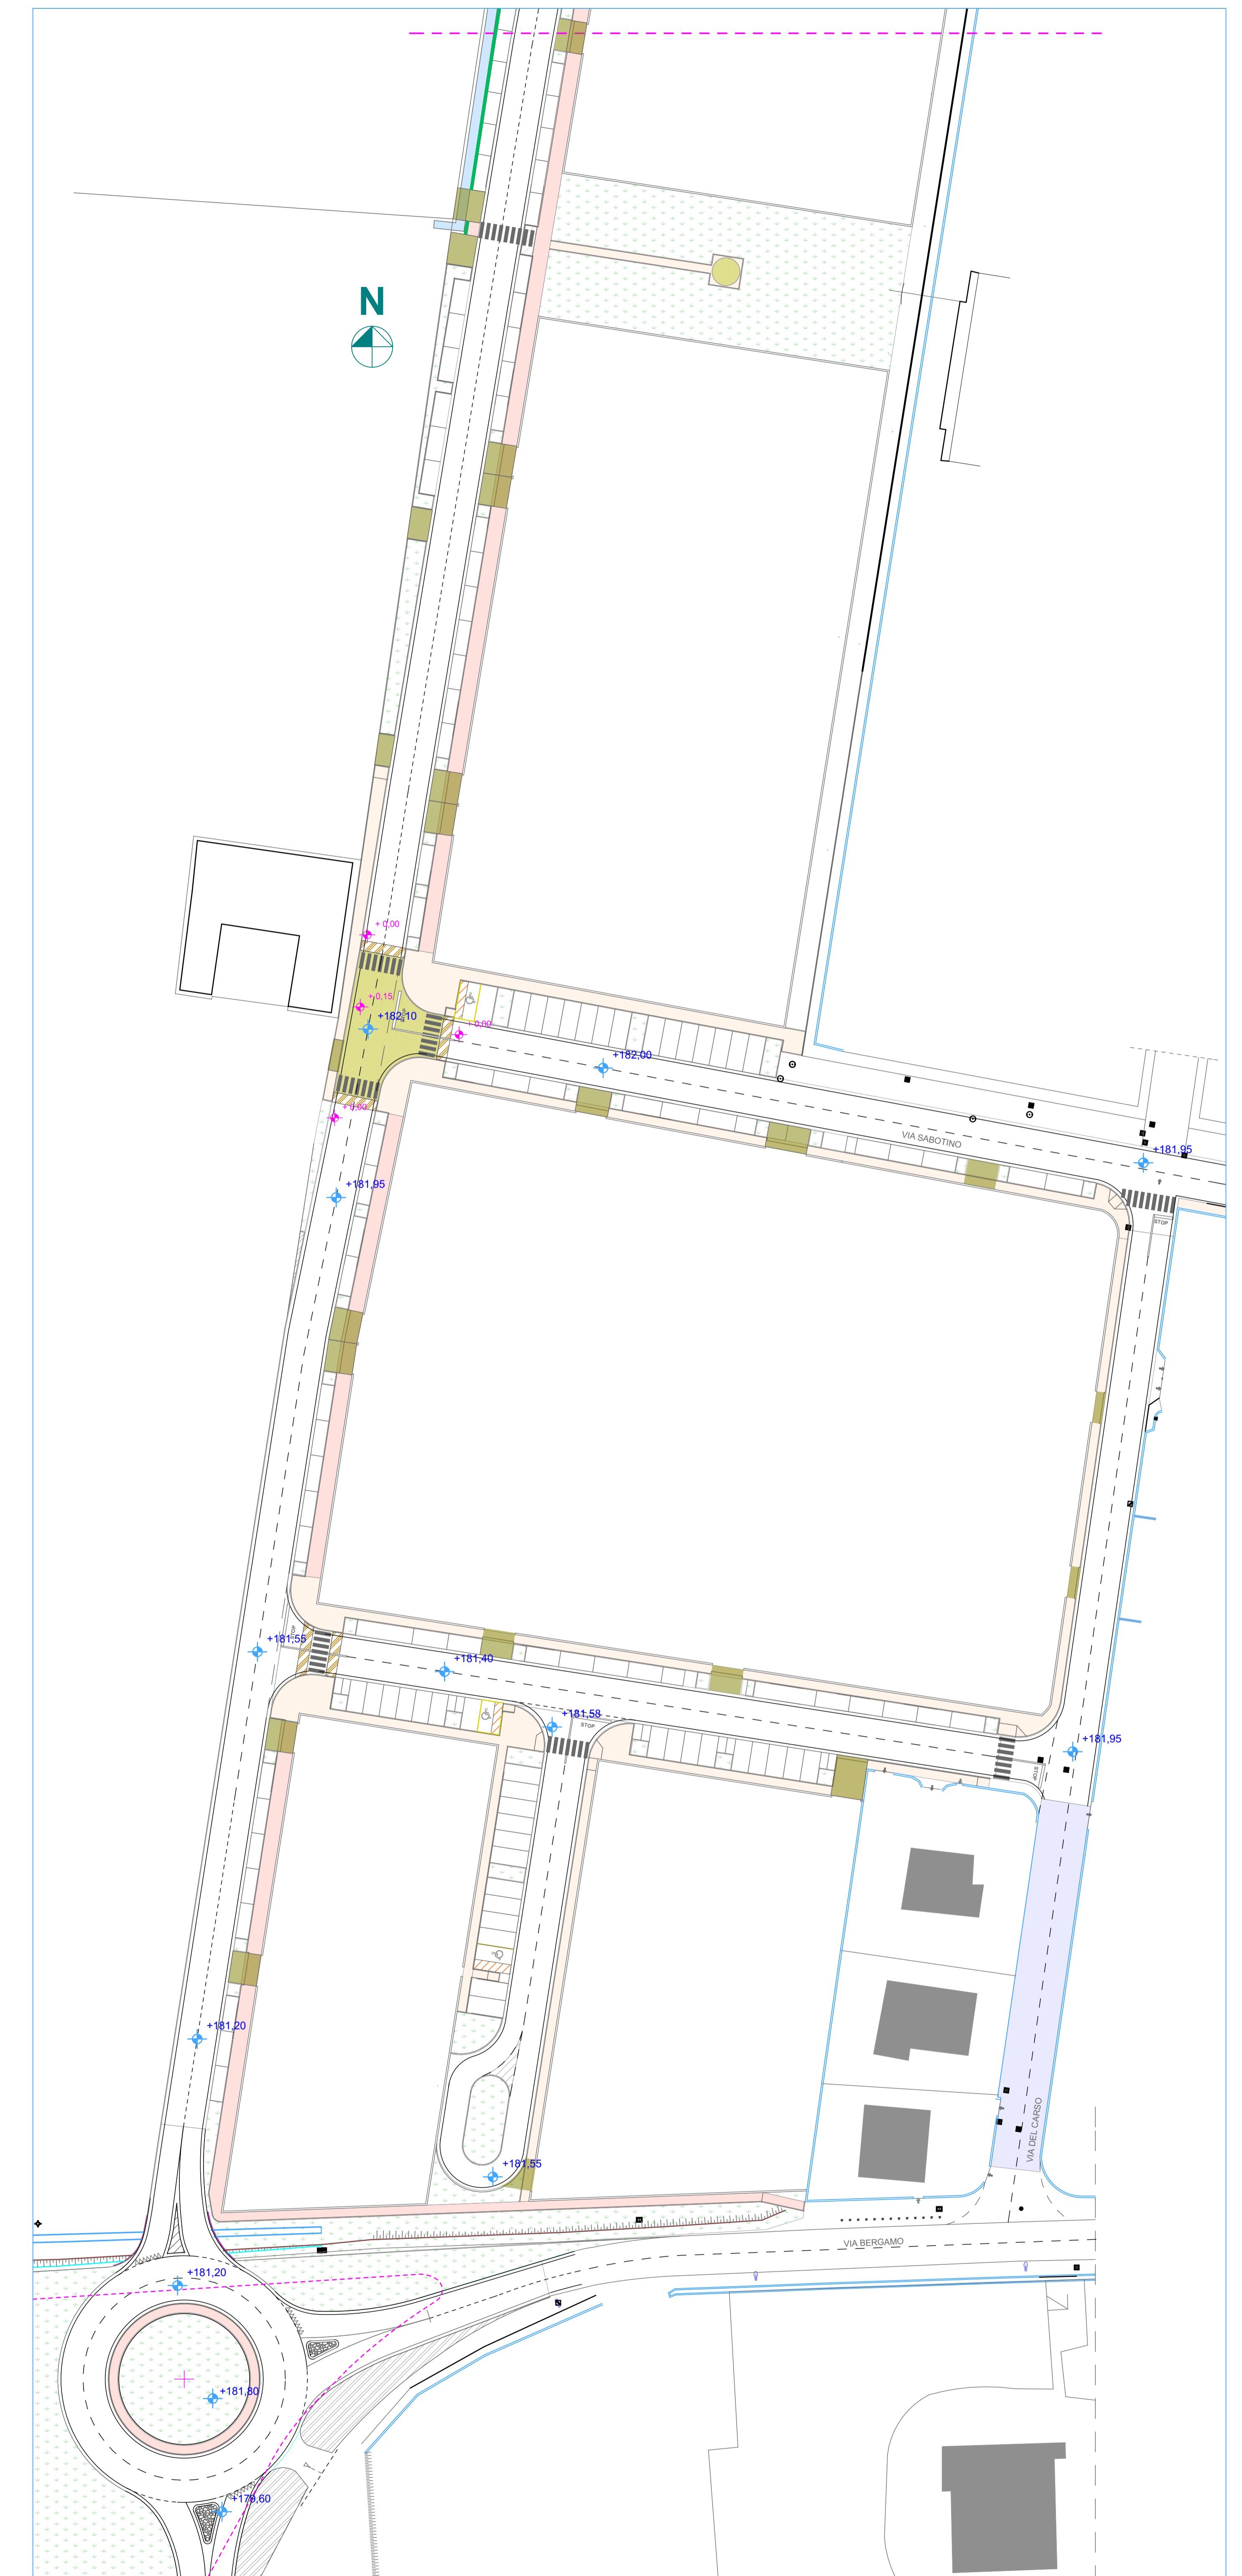 N
+ 0,00
+ 0,15
+182,10
+ 0,00
+182,00
+ 0,00
VIA SABOTINO
+181,95
+181,95
STOP
STOP
+181,55
+181,40
+181,58
STOP
+181,95
STOP
+181,20
VIA DEL CARSO
+181,55
VIA BERGAMO
+181,20
+181,80
+179,60